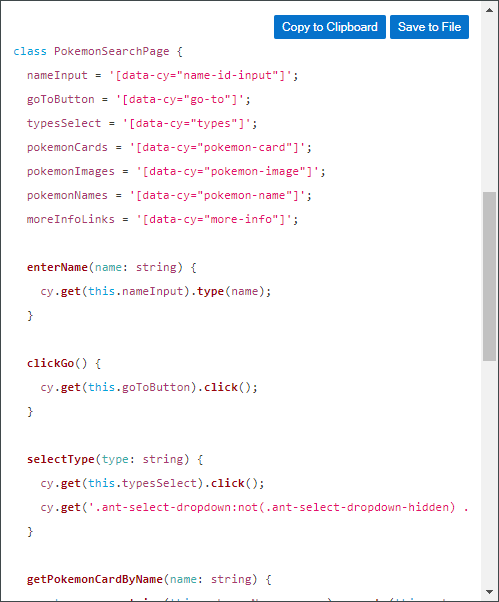 Copy to Clipboard Save to File
class PokemonSearchPage {
nameInput = '[data-cy="name-id-input"]';
goToButton = '[data-cy="go-to"]';
typesSelect = '[data-cy="types"]';
pokemonCards = '[data-cy="pokemon-card"]';
pokemonImages = '[data-cy="pokemon-image"]';
pokemonNames = '[data-cy="pokemon-name"]';
moreInfoLinks = '[data-cy="more-info"]';
enterName(name: string) {
cy.get(this.nameInput).type(name);
}
clickGo() {
cy.get(this.goToButton).click();
}
selectType(type: string) {
cy.get(this.typesSelect).click();
cy.get('.ant-select-dropdown:not(.ant-select-dropdown-hidden) .
}
getPokemonCardByName(name: string) {